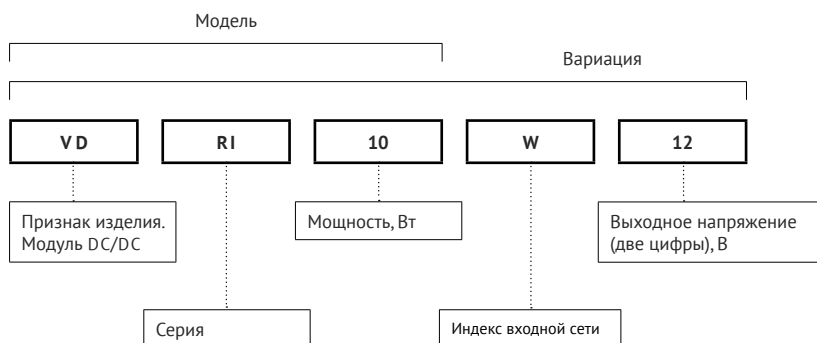 Модель
Вариация
VD
RI
10
W
12
Признак изделия.
Модуль DC/DC
Мощность, Вт
Выходное напряжение
(две цифры), В
Серия
Индекс входной сети